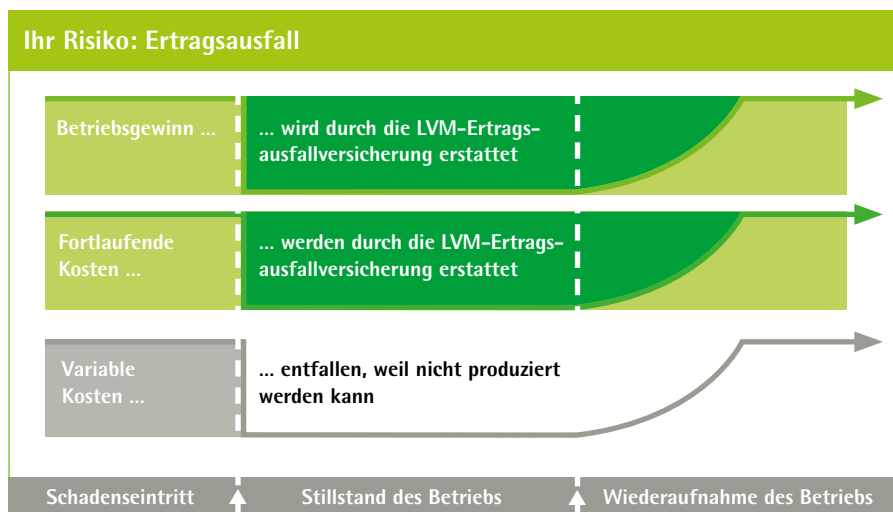 Ihr Risiko: Ertragsausfall
Betriebsgewinn ...
... wird durch die LVM-Ertrags-
ausfallversicherung erstattet
Fortlaufende
Kosten ...
... werden durch die LVM-Ertrags-
ausfallversicherung erstattet
Variable
Kosten ...
... entfallen, weil nicht produziert
werden kann
Schadenseintritt
Stillstand des Betriebs
Wiederaufnahme des Betriebs